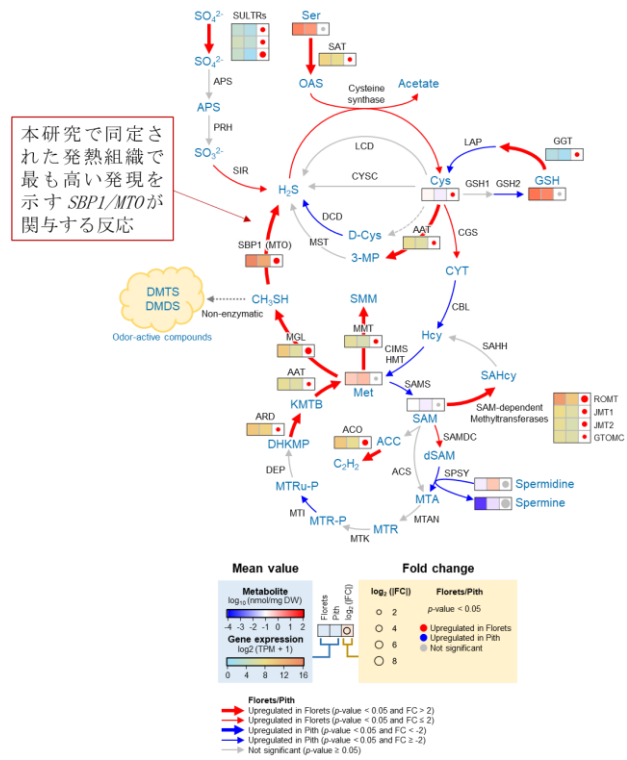 SO₄²⁻
SULTRs
SO₄²⁻
APS
APS
PRH
SO₃²⁻
SIR
Ser
SAT
OAS
Cysteine
synthase
Acetate
本研究で同定さ
れた発熱組織で
最も高い発現を
示す SBP1/MTOが
関与する反応
LCD
CYSC
H₂S
DCD
MST
D-Cys
3-MP
AAT
Cys
LAP
GGT
GSH1
GSH2
GSH
CGS
CYT
CBL
SBP1 (MTO)
DMTS
DMDS
Odor-active compounds
Non-enzymatic
CH₃SH
SMM
MMT
MGL
CIMS
HMT
Hcy
SAHH
SAHcy
AAT
Met
SAMS
KMTB
SAM
SAM-dependent
Methyltransferases
ROMT
JMT1
JMT2
GTOMC
ARD
DHKMP
ACO
ACC
C₂H₂
SAMDC
dSAM
ACS
SPSY
DEP
MTRu-P
MTI
MTR-P
MTK
MTR
MTAN
MTA
Spermidine
Spermine
Mean value
Metabolite
log₁₀ (nmol/mg DW)
-4 -3 -2 -1 0 1 2
Gene expression
log2 (TPM + 1)
0 4 8 12 16
Florets
Pith
log₂ (|FC|)
Fold change
log₂ (|FC|)
2
4
6
8
Florets/Pith
p-value < 0.05
Upregulated in Florets
Upregulated in Pith
Not significant
Florets/Pith
Upregulated in Florets (p-value < 0.05 and FC > 2)
Upregulated in Florets (p-value < 0.05 and FC ≤ 2)
Upregulated in Pith (p-value < 0.05 and FC < -2)
Upregulated in Pith (p-value < 0.05 and FC ≥ -2)
Not significant (p-value ≥ 0.05)